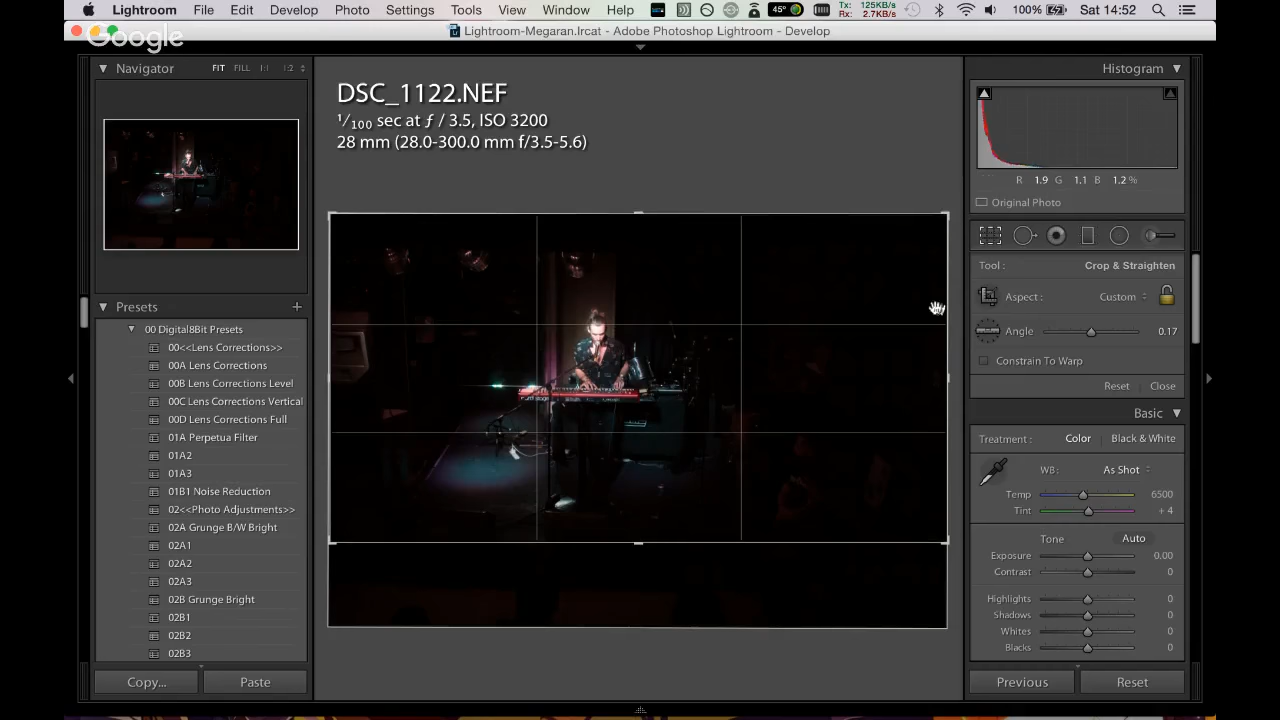 Lightroom File Edit Develop Photo Settings Tools View Window Help 45° Tx: 125KB/s Rx: 2.7KB/s 100% Sat 14:52
Google
Lightroom-Megaran.lrcat - Adobe Photoshop Lightroom - Develop
Navigator FIT FILL 1:1 1:2
Histogram
DSC_1122.NEF
1/100 sec at ƒ / 3.5, ISO 3200
28 mm (28.0-300.0 mm f/3.5-5.6)
R 1.9 G 1.1 B 1.2 %
Original Photo
Tool : Crop & Straighten
Aspect : Custom
Angle 0.17
Constrain To Warp
Reset Close
Basic
Treatment : Color Black & White
WB : As Shot
Temp 6500
Tint + 4
Tone Auto
Exposure 0.00
Contrast 0
Highlights 0
Shadows 0
Whites 0
Blacks 0
Previous Reset
Presets +
00 Digital8Bit Presets
00<<Lens Corrections>>
00A Lens Corrections
00B Lens Corrections Level
00C Lens Corrections Vertical
00D Lens Corrections Full
01A Perpetua Filter
01A2
01A3
01B1 Noise Reduction
02<<Photo Adjustments>>
02A Grunge B/W Bright
02A1
02A2
02A3
02B Grunge Bright
02B1
02B2
02B3
Copy... Paste